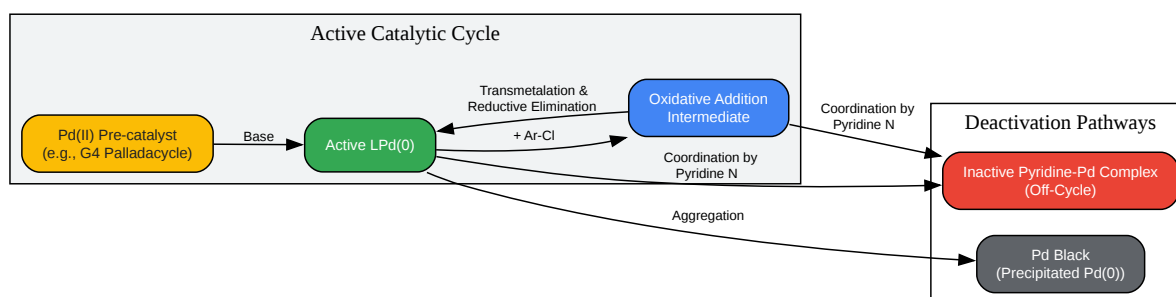 Active Catalytic Cycle
Pd(II) Pre-catalyst
(e.g., G4 Palladacycle)
Base
Active LPd(0)
Transmetalation &
Reductive Elimination
+ Ar-Cl
Oxidative Addition
Intermediate
Coordination by
Pyridine N
Coordination by
Pyridine N
Aggregation
Deactivation Pathways
Inactive Pyridine-Pd Complex
(Off-Cycle)
Pd Black
(Precipitated Pd(0))